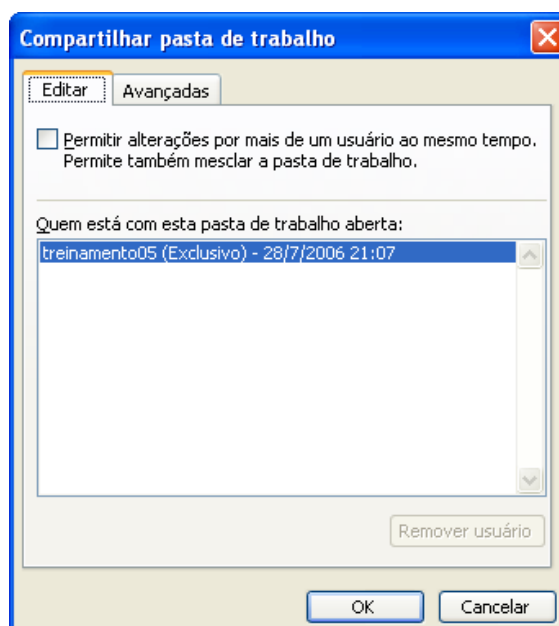 Compartilhar pasta de trabalho
Editar
Avançadas
Permitir alterações por mais de um usuário ao mesmo tempo.
Permite também mesclar a pasta de trabalho.
Quem está com esta pasta de trabalho aberta:
treinamento05 (Exclusivo) - 28/7/2006 21:07
Remover usuário
OK
Cancelar